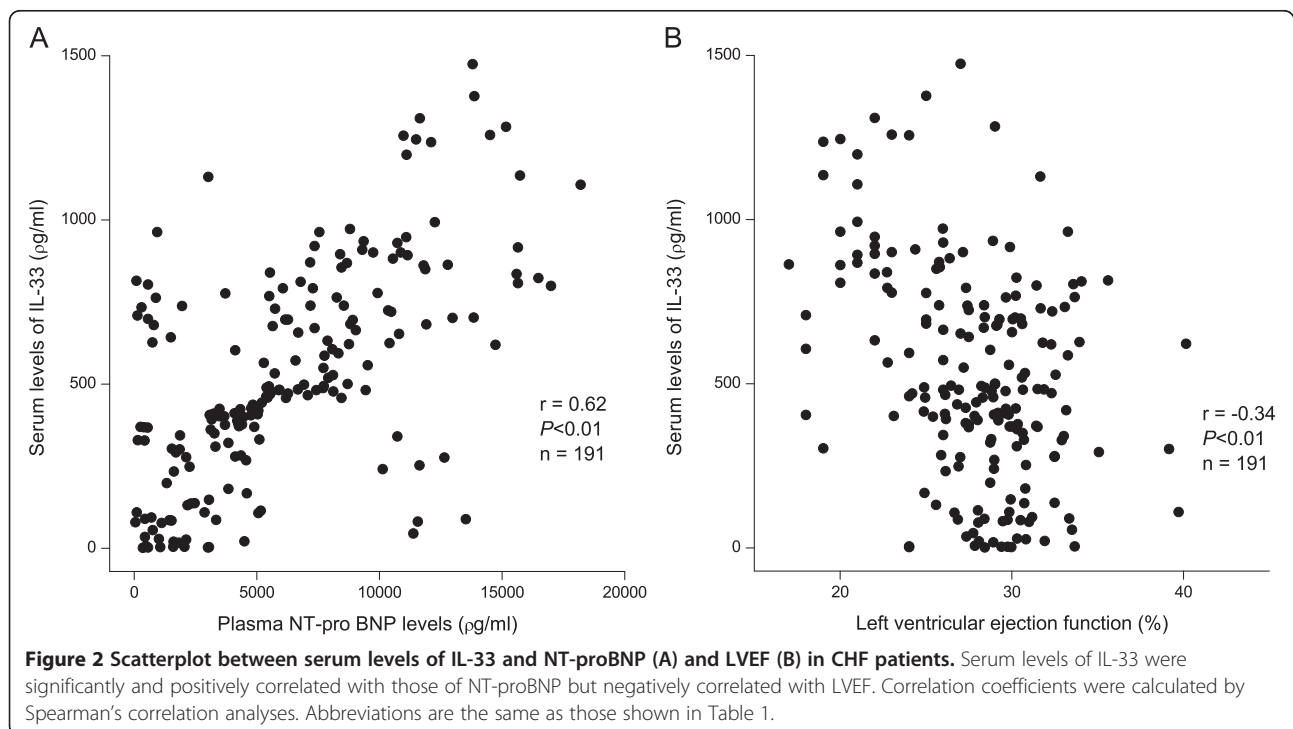 A
1500
1000
500
0
Serum levels of IL-33 (ρg/ml)
0 5000 10000 15000 20000
Plasma NT-pro BNP levels (ρg/ml)
r = 0.62
P<0.01
n = 191
B
1500
1000
500
0
Serum levels of IL-33 (ρg/ml)
20 30 40
Left ventricular ejection function (%)
r = -0.34
P<0.01
n = 191
Figure 2 Scatterplot between serum levels of IL-33 and NT-proBNP (A) and LVEF (B) in CHF patients. Serum levels of IL-33 were
significantly and positively correlated with those of NT-proBNP but negatively correlated with LVEF. Correlation coefficients were calculated by
Spearman's correlation analyses. Abbreviations are the same as those shown in Table 1.